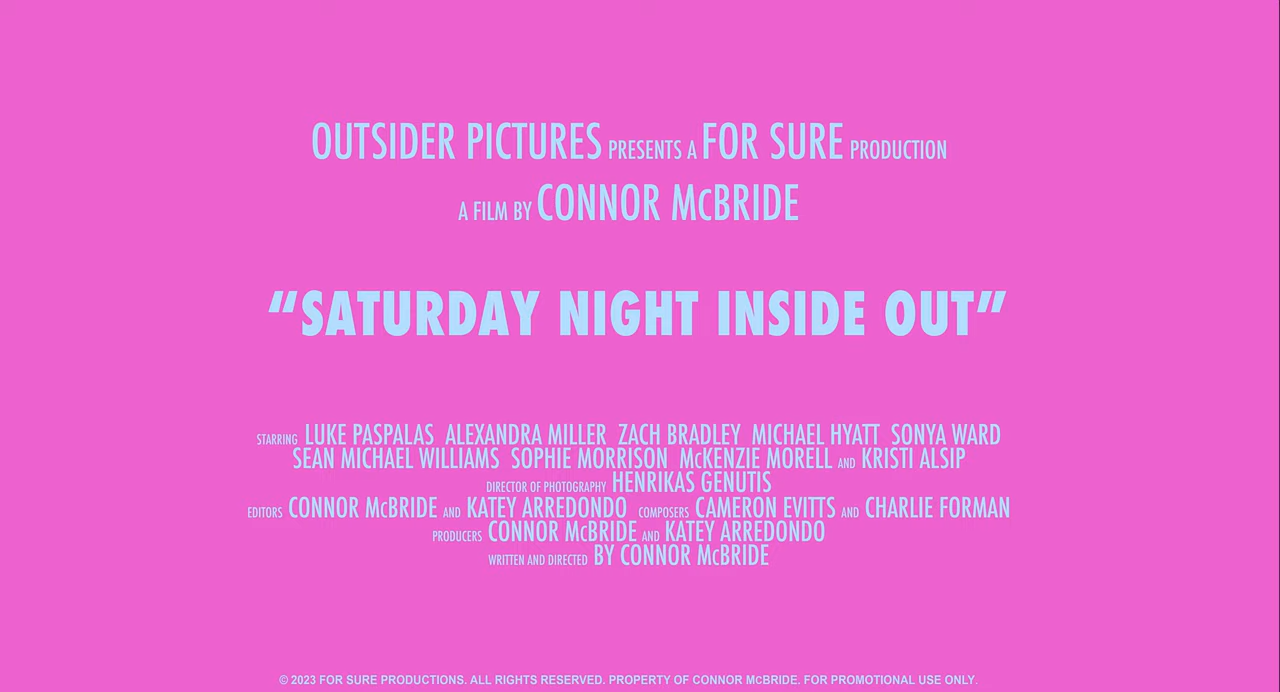 OUTSIDER PICTURES PRESENTS A FOR SURE PRODUCTION
A FILM BY CONNOR McBRIDE
“SATURDAY NIGHT INSIDE OUT”
STARRING LUKE PASPALAS ALEXANDRA MILLER ZACH BRADLEY MICHAEL HYATT SONYA WARD
SEAN MICHAEL WILLIAMS SOPHIE MORRISON McKENZIE MORELL AND KRISTI ALSIP
DIRECTOR OF PHOTOGRAPHY HENRIKAS GENUTIS
EDITORS CONNOR McBRIDE AND KATEY ARREDONDO COMPOSERS CAMERON EVITTS AND CHARLIE FORMAN
PRODUCERS CONNOR McBRIDE AND KATEY ARREDONDO
WRITTEN AND DIRECTED BY CONNOR McBRIDE
© 2023 FOR SURE PRODUCTIONS. ALL RIGHTS RESERVED. PROPERTY OF CONNOR McBRIDE. FOR PROMOTIONAL USE ONLY.